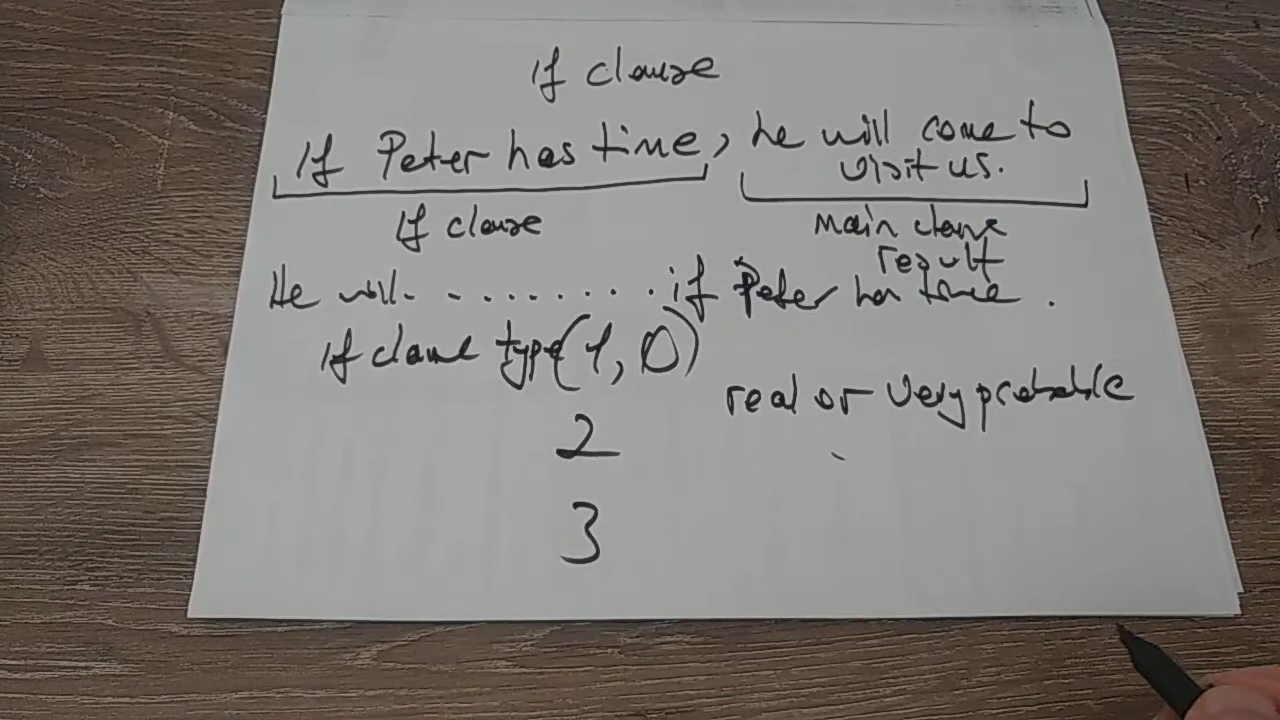 If clause
If Peter has time, he will come to
visit us.
If clause
main clause
result
He will. . . . . . . . . if Peter has time .
If clause type(1, 0)
real or very probable
2
3